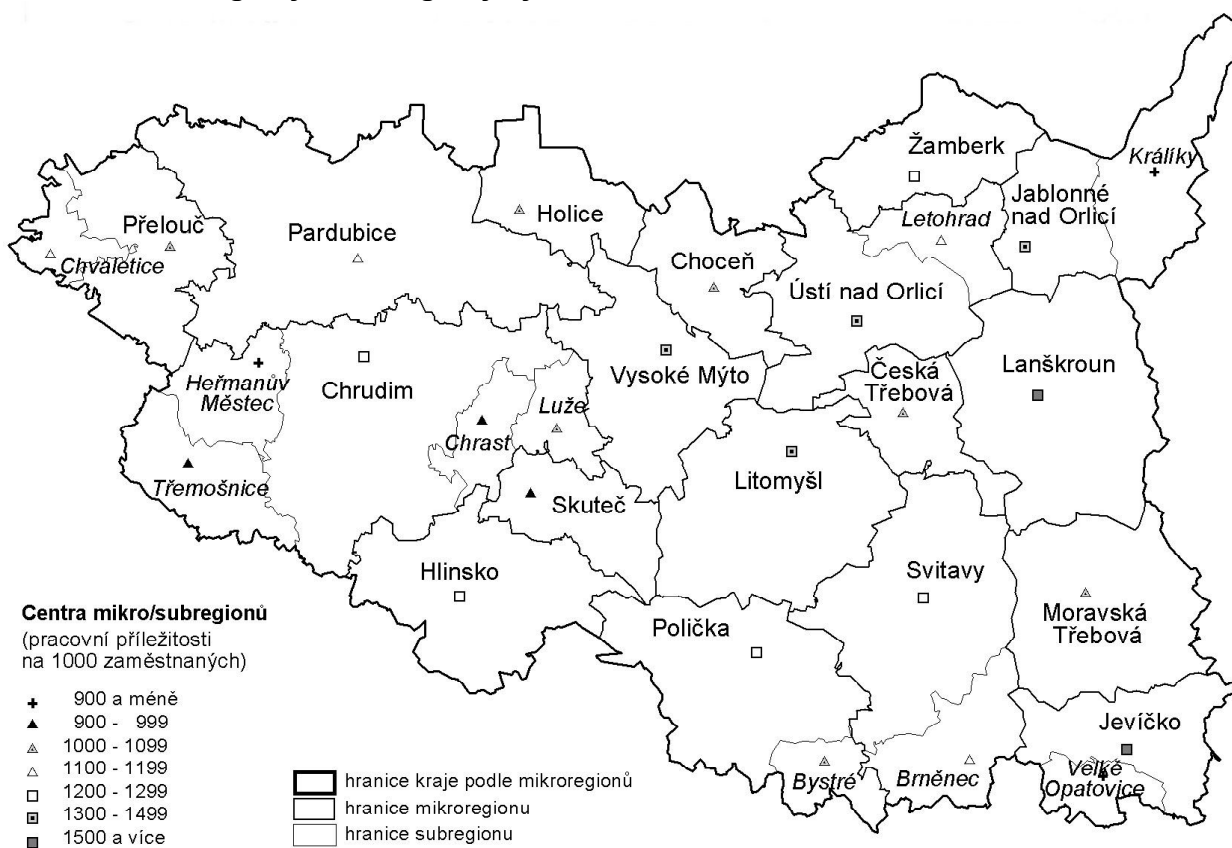 Žamberk
Králíky
Jablonné
nad Orlicí
Letohrad
Holice
Přelouč
Pardubice
Chvaletice
Choceň
Ústí nad Orlicí
Heřmanův
Městec
Chrudim
Vysoké Mýto
Česká
Třebová
Lanškroun
Luže
Chrast
Třemošnice
Litomyšl
Skuteč
Hlinsko
Svitavy
Moravská
Třebová
Polička
Jevíčko
Bystré
Brněnec
Velké
Opatovice
Centra mikro/subregionů
(pracovní příležitosti
na 1000 zaměstnaných)
900 a méně
900 - 999
1000 - 1099
1100 - 1199
1200 - 1299
1300 - 1499
1500 a více
hranice kraje podle mikroregionů
hranice mikroregionu
hranice subregionu